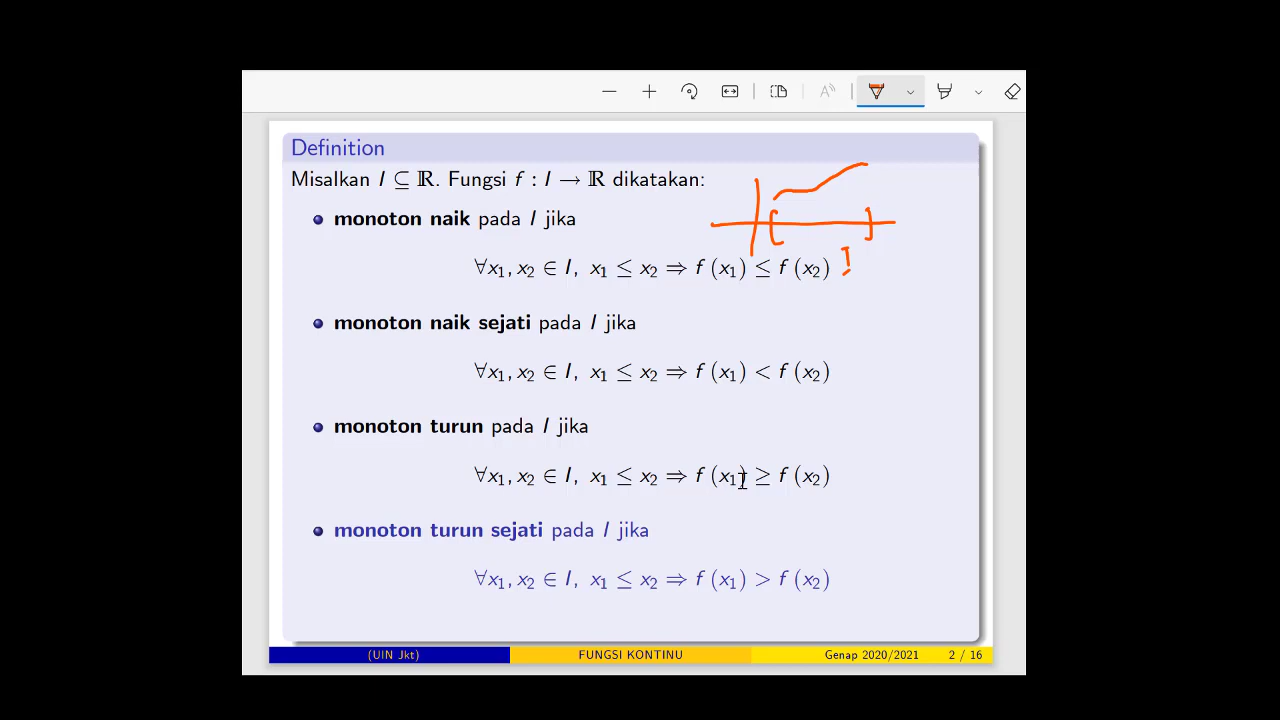 Definition
Misalkan I ⊆ ℝ. Fungsi f : I → ℝ dikatakan:
monoton naik pada I jika
∀x₁, x₂ ∈ I, x₁ ≤ x₂ ⇒ f (x₁) ≤ f (x₂) !
monoton naik sejati pada I jika
∀x₁, x₂ ∈ I, x₁ ≤ x₂ ⇒ f (x₁) < f (x₂)
monoton turun pada I jika
∀x₁, x₂ ∈ I, x₁ ≤ x₂ ⇒ f (x₁) ≥ f (x₂)
monoton turun sejati pada I jika
∀x₁, x₂ ∈ I, x₁ ≤ x₂ ⇒ f (x₁) > f (x₂)
(UIN Jkt) FUNGSI KONTINU Genap 2020/2021 2 / 16